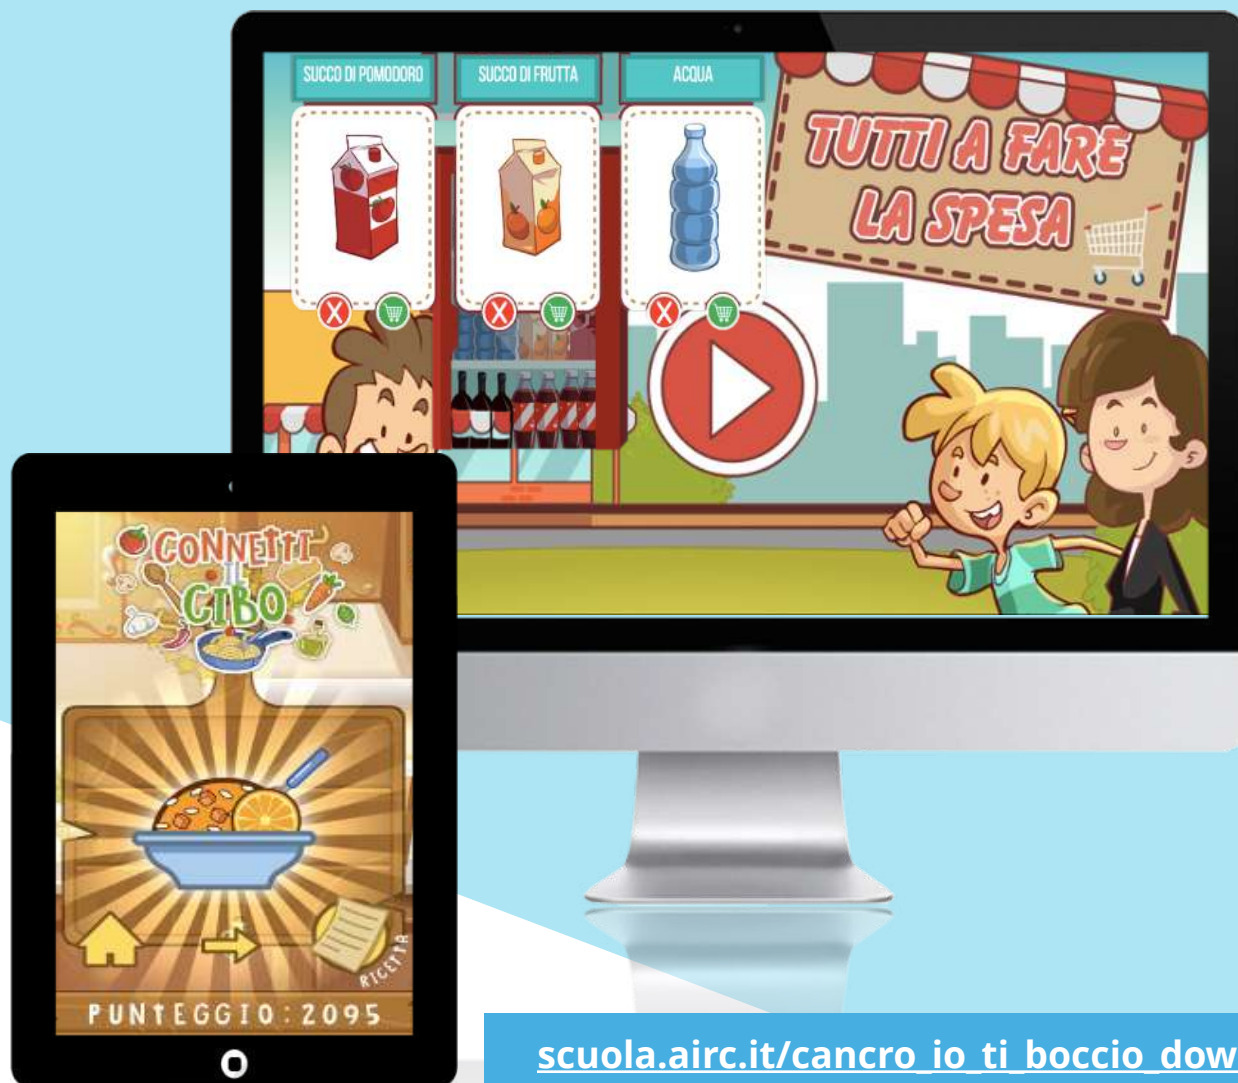 SUCCO DI POMODORO
SUCCO DI FRUTTA
ACQUA
TUTTI A FARE
LA SPESA
X
X
X
CONNETTI
IL
CIBO
RICETTA
PUNTEGGIO: 2095
scuola.airc.it/cancro_io_ti_boccio_dow